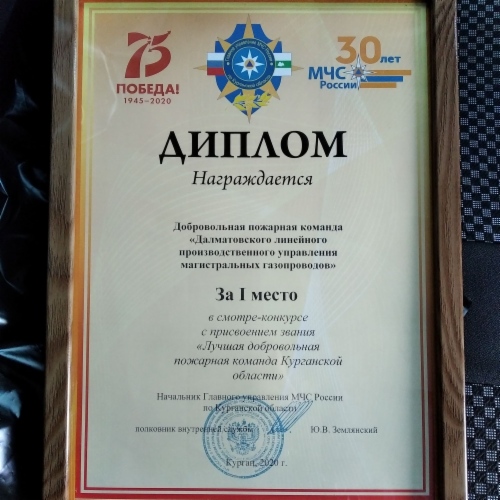 75
ПОБЕДА!
1945–2020
30 лет
МЧС
России
ДИПЛОМ
Награждается
Добровольная пожарная команда
«Далматовского линейного
производственного управления
магистральных газопроводов»
За I место
в смотре-конкурсе
с присвоением звания
«Лучшая добровольная
пожарная команда Курганской
области»
Начальник Главного управления МЧС России
по Курганской области
полковник внутренней службы Ю.В. Землянский
Курган, 2020 г.